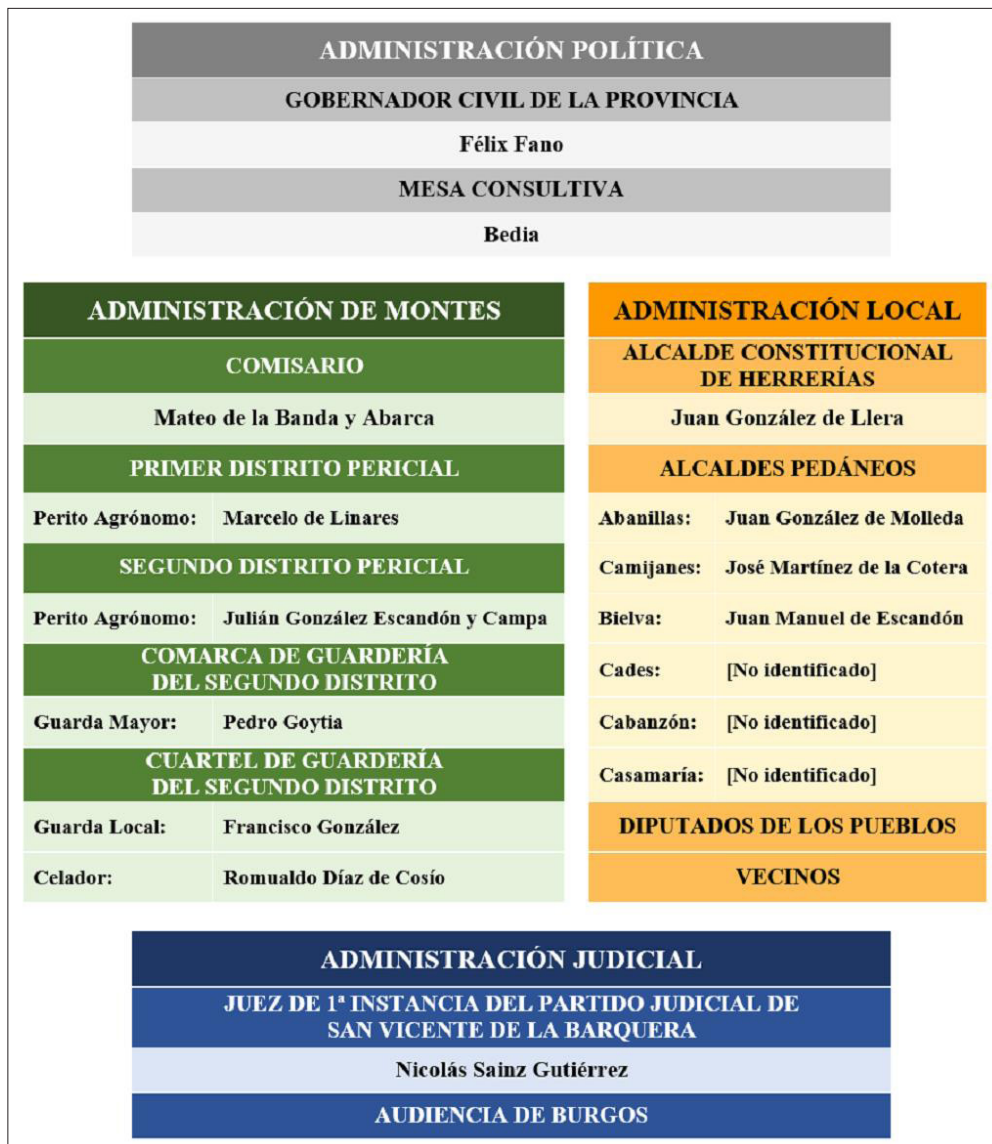 ADMINISTRACIÓN POLÍTICA
GOBERNADOR CIVIL DE LA PROVINCIA
Félix Fano
MESA CONSULTIVA
Bedia
ADMINISTRACIÓN DE MONTES
COMISARIO
Mateo de la Banda y Abarca
PRIMER DISTRITO PERICIAL
Perito Agrónomo: Marcelo de Linares
SEGUNDO DISTRITO PERICIAL
Perito Agrónomo: Julián González Escandón y Campa
COMARCA DE GUARDERÍA
DEL SEGUNDO DISTRITO
Guarda Mayor: Pedro Goytia
CUARTEL DE GUARDERÍA
DEL SEGUNDO DISTRITO
Guarda Local: Francisco González
Celador: Romualdo Díaz de Cosío
ADMINISTRACIÓN LOCAL
ALCALDE CONSTITUCIONAL
DE HERRERÍAS
Juan González de Llera
ALCALDES PEDÁNEOS
Abanillas: Juan González de Molleda
Camijanes: José Martínez de la Cotera
Bielva: Juan Manuel de Escandón
Cades: [No identificado]
Cabanzón: [No identificado]
Casamaría: [No identificado]
DIPUTADOS DE LOS PUEBLOS
VECINOS
ADMINISTRACIÓN JUDICIAL
JUEZ DE 1ª INSTANCIA DEL PARTIDO JUDICIAL DE
SAN VICENTE DE LA BARQUERA
Nicolás Sainz Gutiérrez
AUDIENCIA DE BURGOS